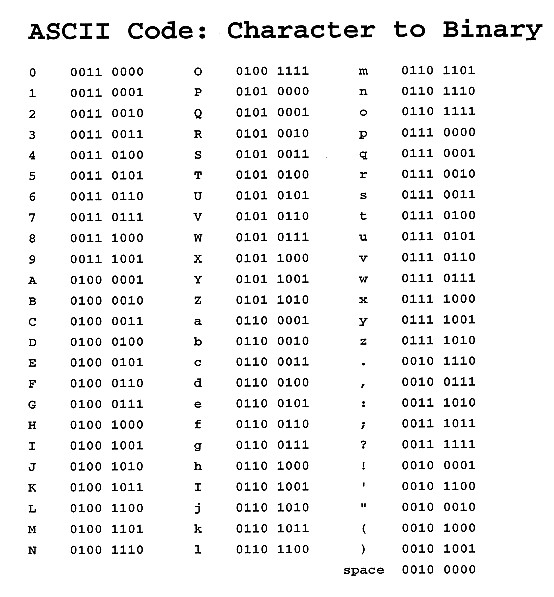 ASCII Code: Character to Binary
0 0011 0000 O 0100 1111 m 0110 1101
1 0011 0001 P 0101 0000 n 0110 1110
2 0011 0010 Q 0101 0001 o 0110 1111
3 0011 0011 R 0101 0010 p 0111 0000
4 0011 0100 S 0101 0011 q 0111 0001
5 0011 0101 T 0101 0100 r 0111 0010
6 0011 0110 U 0101 0101 s 0111 0011
7 0011 0111 V 0101 0110 t 0111 0100
8 0011 1000 W 0101 0111 u 0111 0101
9 0011 1001 X 0101 1000 v 0111 0110
A 0100 0001 Y 0101 1001 w 0111 0111
B 0100 0010 Z 0101 1010 x 0111 1000
C 0100 0011 a 0110 0001 y 0111 1001
D 0100 0100 b 0110 0010 z 0111 1010
E 0100 0101 c 0110 0011 . 0010 1110
F 0100 0110 d 0110 0100 , 0010 0111
G 0100 0111 e 0110 0101 : 0011 1010
H 0100 1000 f 0110 0110 ; 0011 1011
I 0100 1001 g 0110 0111 ? 0011 1111
J 0100 1010 h 0110 1000 ! 0010 0001
K 0100 1011 I 0110 1001 ' 0010 1100
L 0100 1100 j 0110 1010 " 0010 0010
M 0100 1101 k 0110 1011 ( 0010 1000
N 0100 1110 l 0110 1100 ) 0010 1001
space 0010 0000